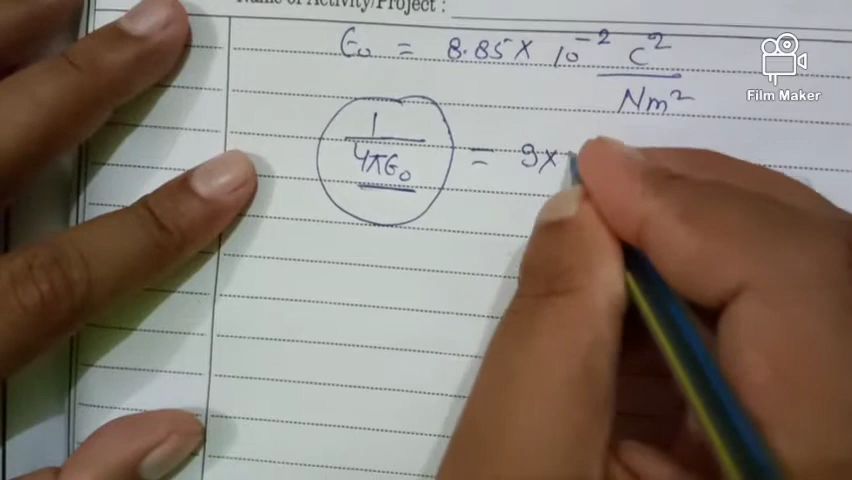 Name of Activity/Project :
ε₀ = 8.85 × 10⁻² C²/Nm²
1/4πε₀ = 9×
Film Maker